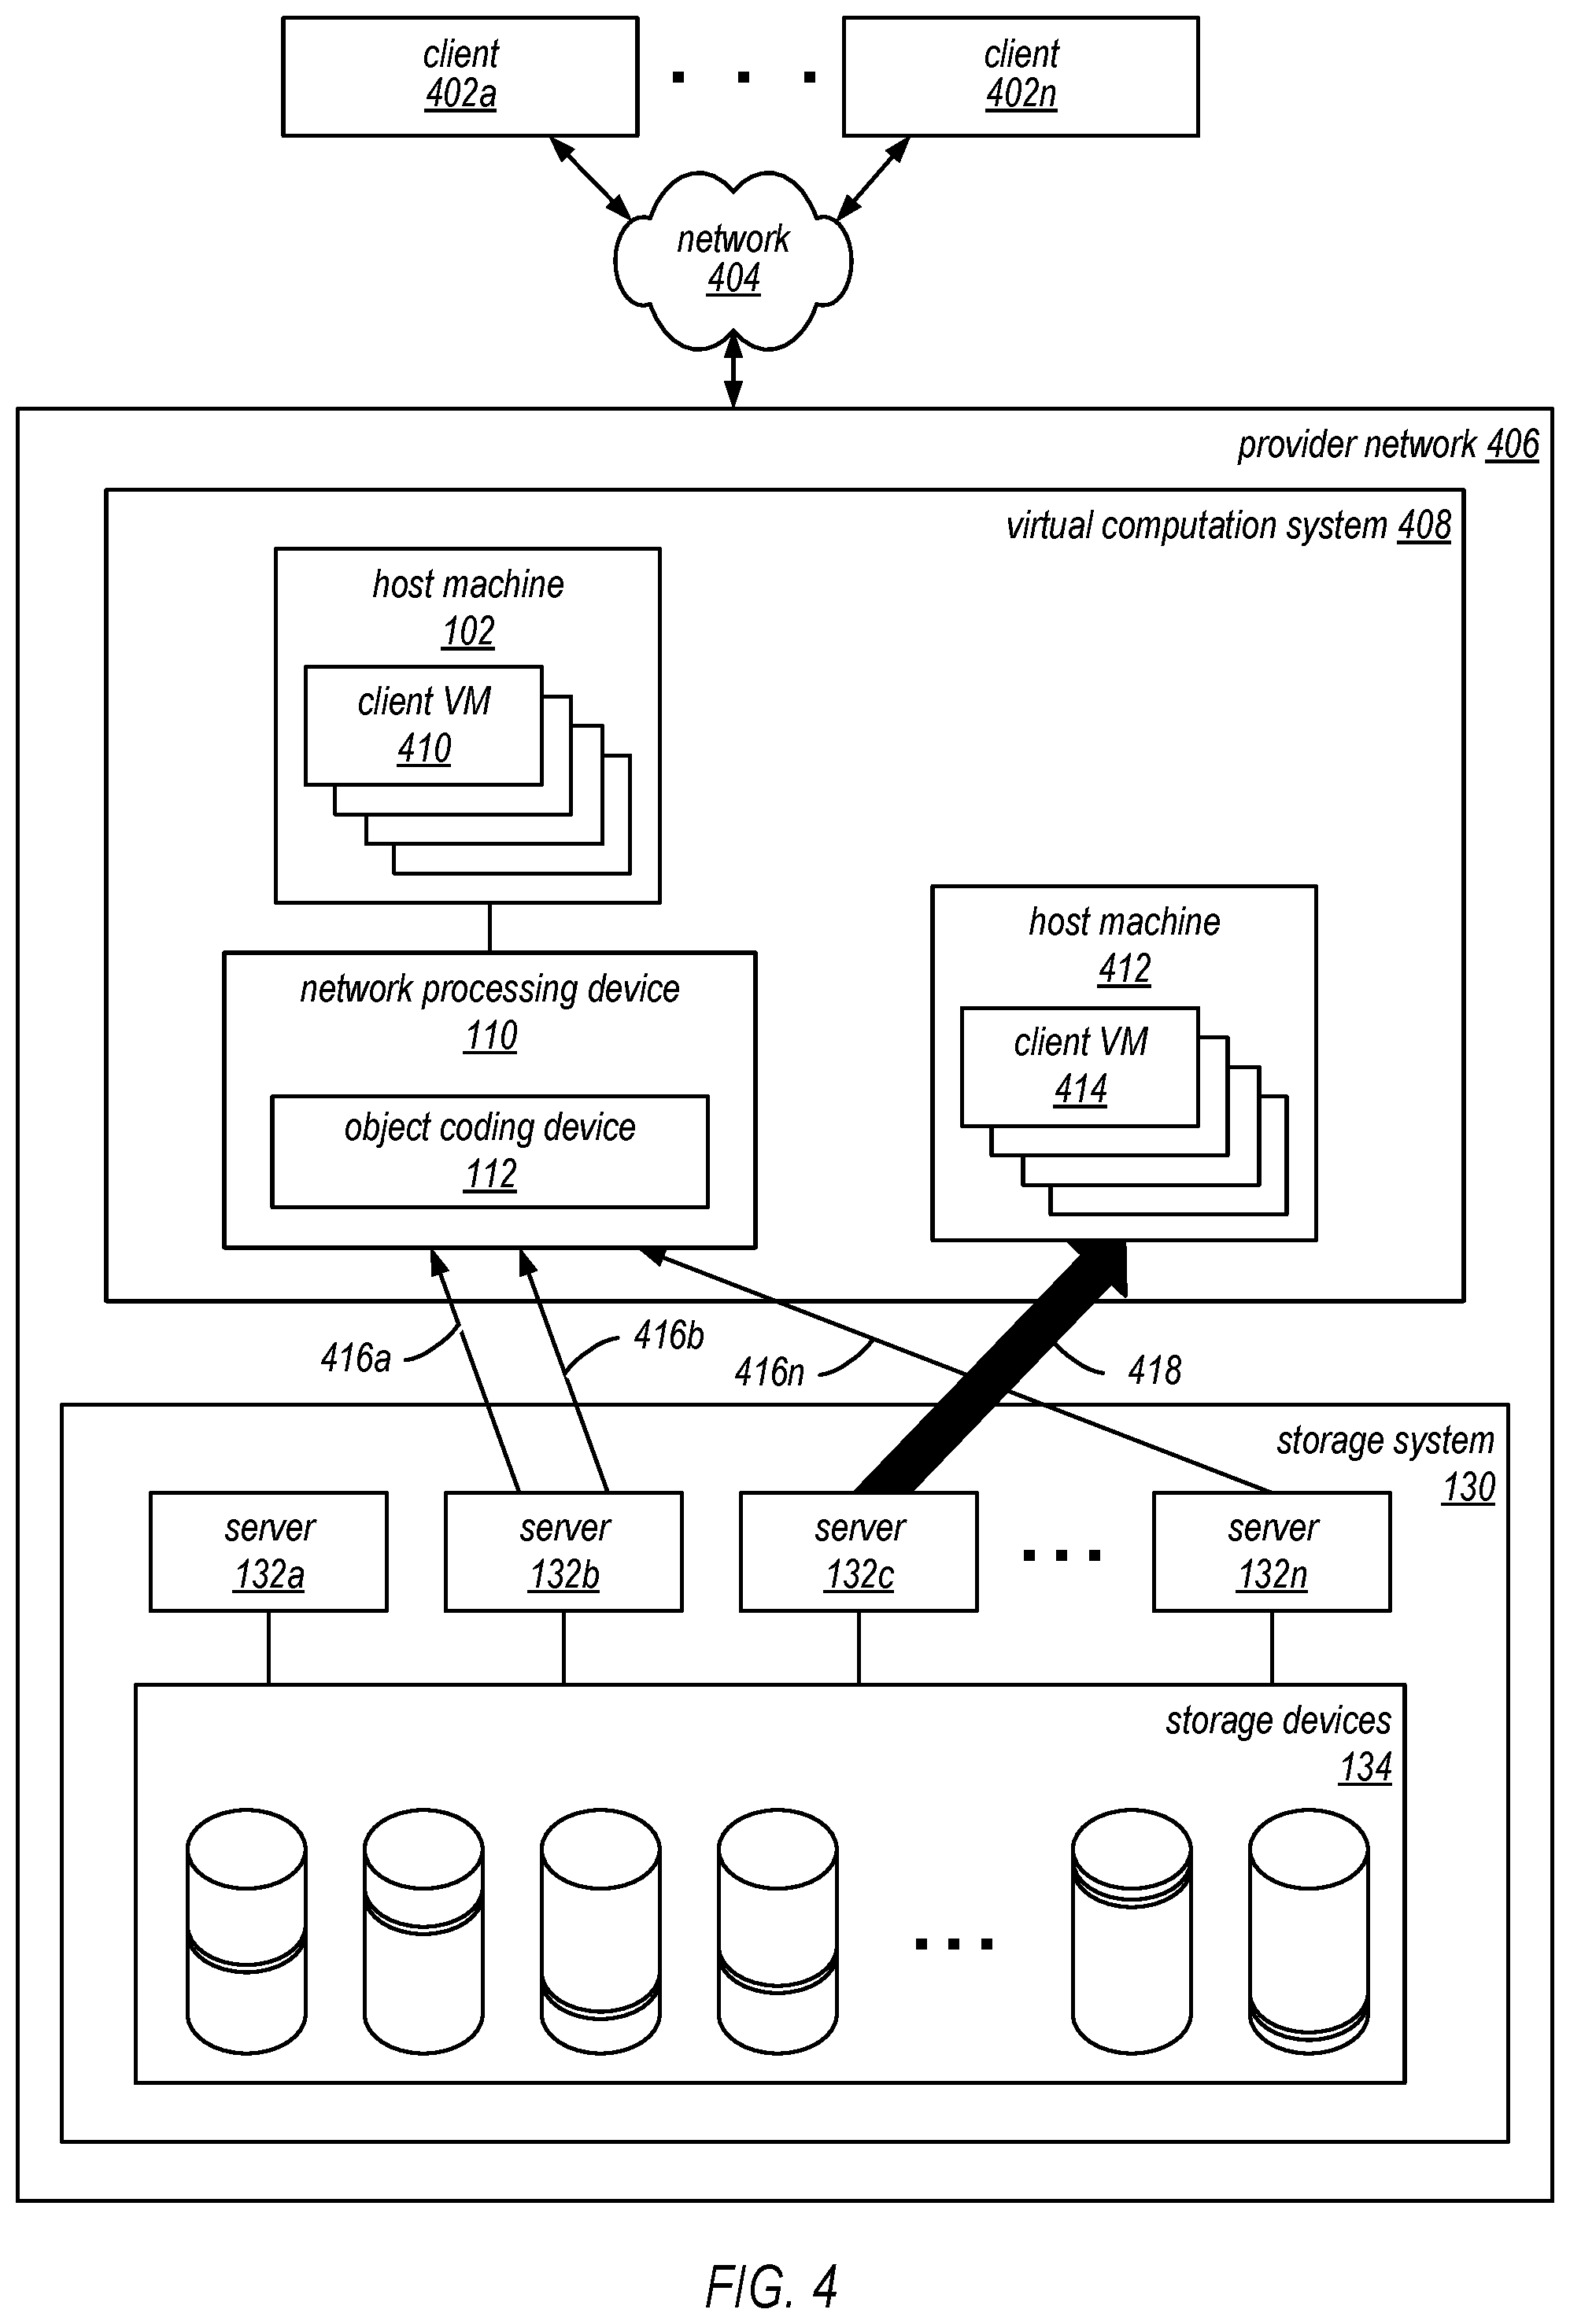 client
402a
client
402n
network
404
provider network 406
virtual computation system 408
host machine
102
client VM
410
host machine
412
network processing device
110
client VM
414
object coding device
112
416a
416b
416n
418
storage system
130
server
132a
server
132b
server
132c
server
132n
storage devices
134
FIG. 4